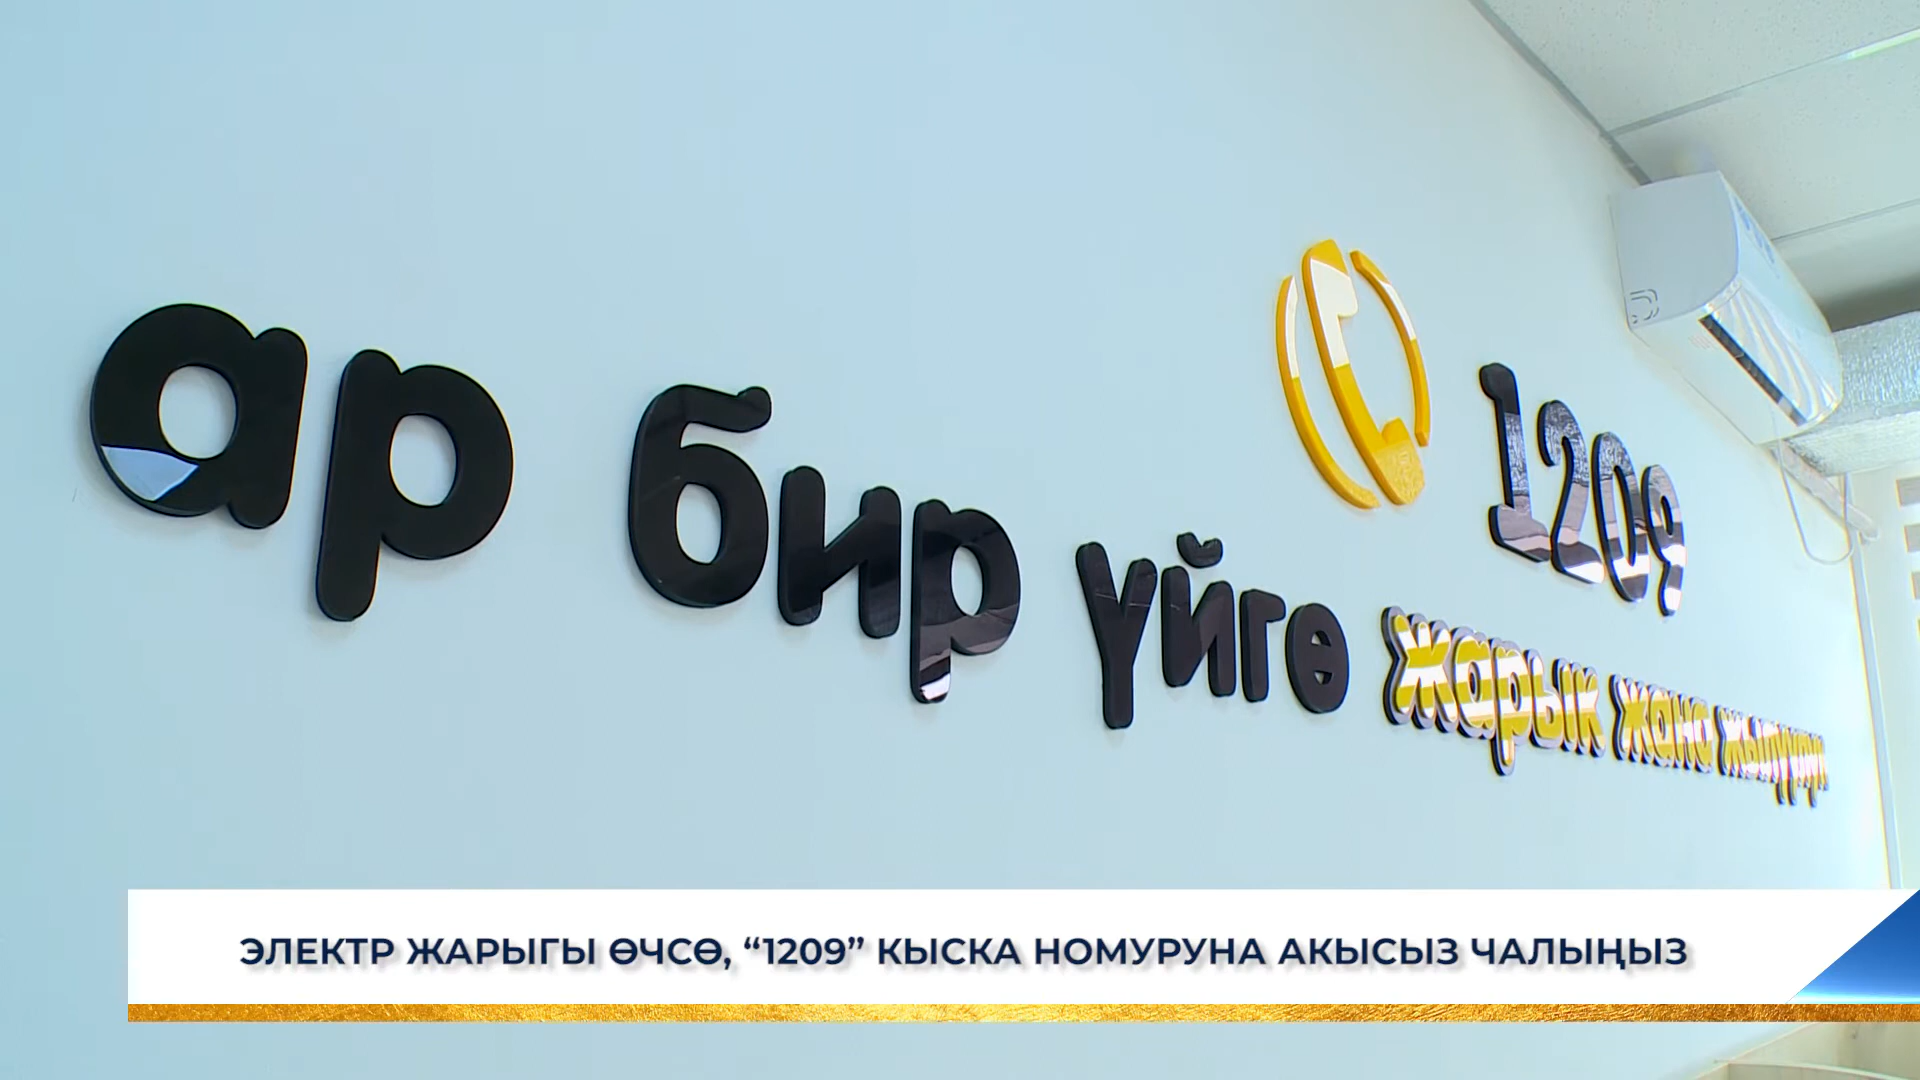 1209
ар бир үйгө жарык жана жылуулук
ЭЛЕКТР ЖАРЫГЫ ӨЧСӨ, “1209” КЫСКА НОМУРУНА АКЫСЫЗ ЧАЛЫҢЫЗ